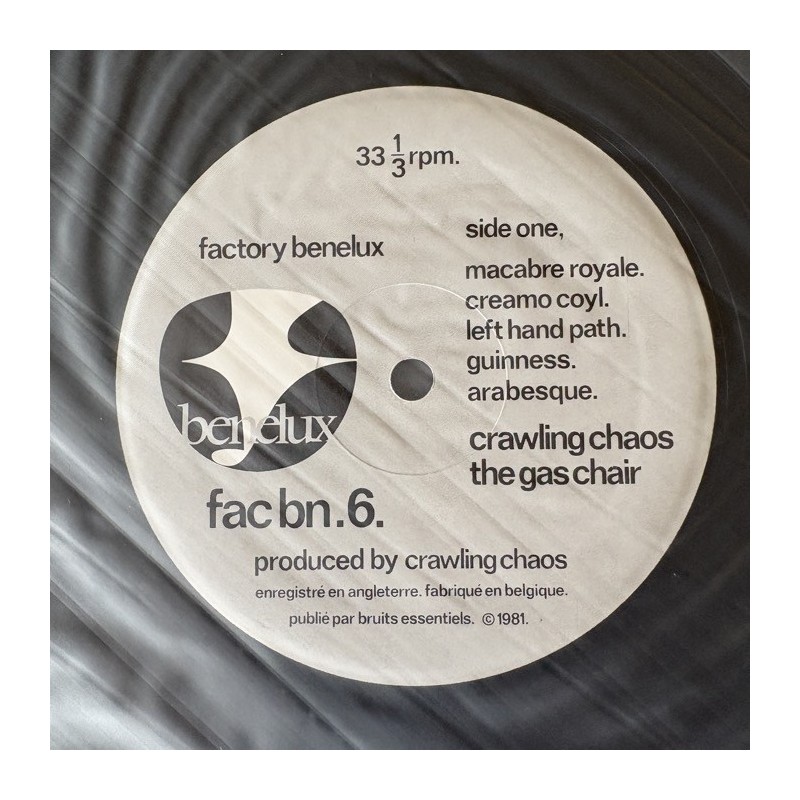 33 1/3 rpm.
factory benelux
benelux
fac bn.6.
side one,
macabre royale.
creamo coyl.
left hand path.
guinness.
arabesque.
crawling chaos
the gas chair
produced by crawling chaos
enregistré en angleterre. fabriqué en belgique.
publié par bruits essentiels. ©1981.